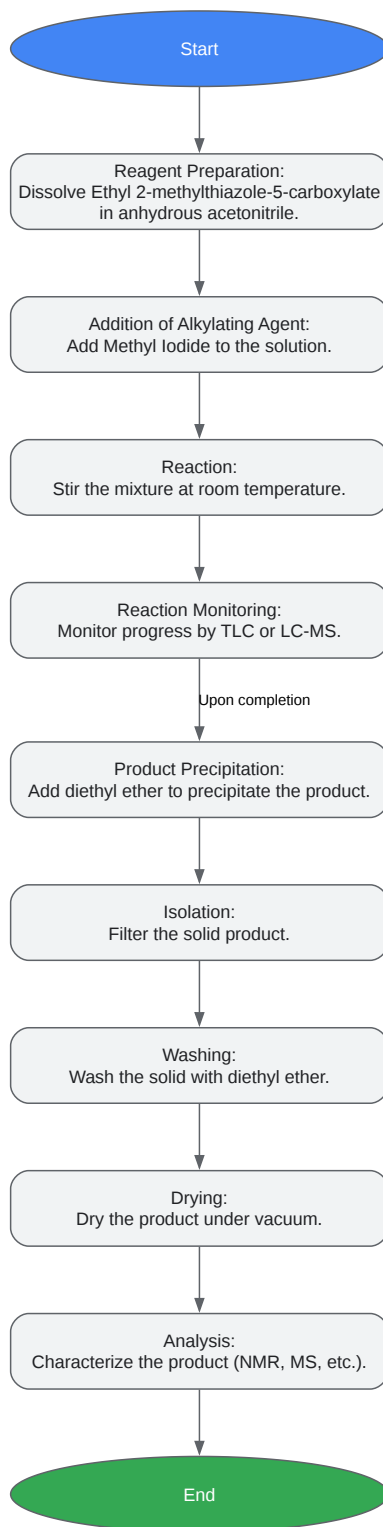 Start
Reagent Preparation:
Dissolve Ethyl 2-methylthiazole-5-carboxylate
in anhydrous acetonitrile.
Addition of Alkylating Agent:
Add Methyl Iodide to the solution.
Reaction:
Stir the mixture at room temperature.
Reaction Monitoring:
Monitor progress by TLC or LC-MS.
Upon completion
Product Precipitation:
Add diethyl ether to precipitate the product.
Isolation:
Filter the solid product.
Washing:
Wash the solid with diethyl ether.
Drying:
Dry the product under vacuum.
Analysis:
Characterize the product (NMR, MS, etc.).
End